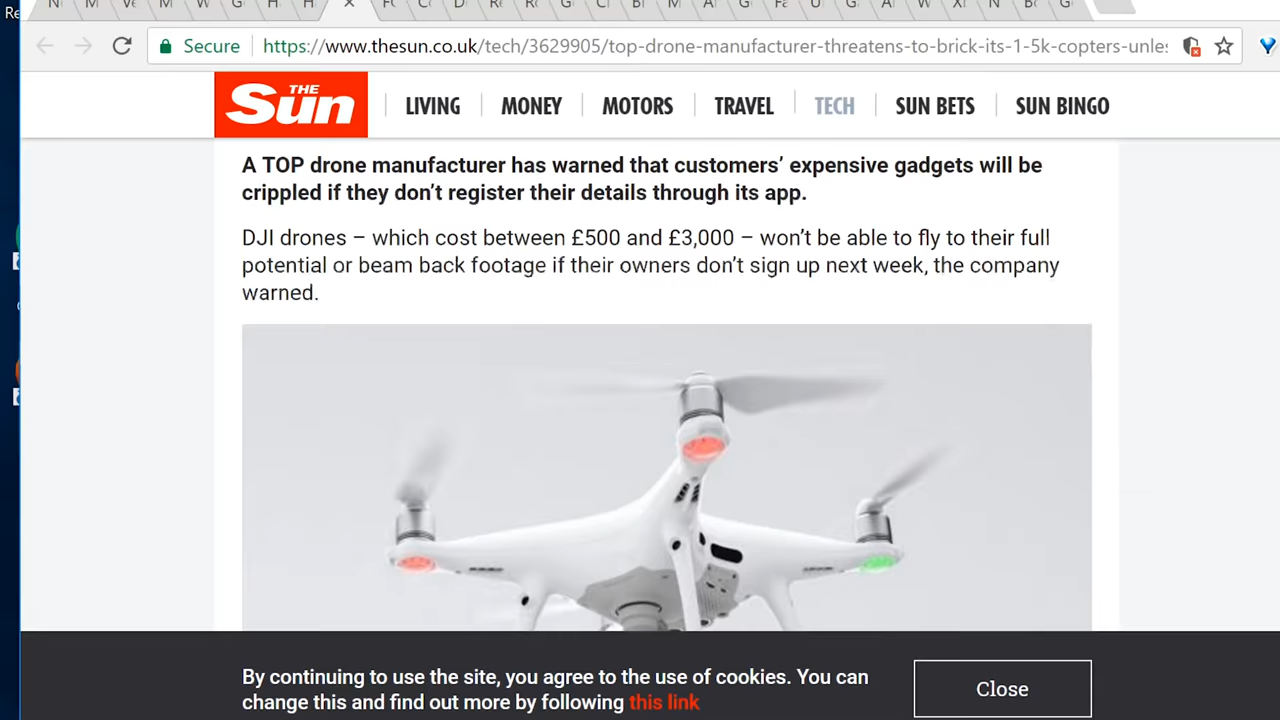 Secure
https://www.thesun.co.uk/tech/3629905/top-drone-manufacturer-threatens-to-brick-its-1-5k-copters-unles
THE
Sun
LIVING MONEY MOTORS TRAVEL TECH SUN BETS SUN BINGO
A TOP drone manufacturer has warned that customers’ expensive gadgets will be
crippled if they don’t register their details through its app.
DJI drones – which cost between £500 and £3,000 – won’t be able to fly to their full
potential or beam back footage if their owners don’t sign up next week, the company
warned.
By continuing to use the site, you agree to the use of cookies. You can
change this and find out more by following this link
Close